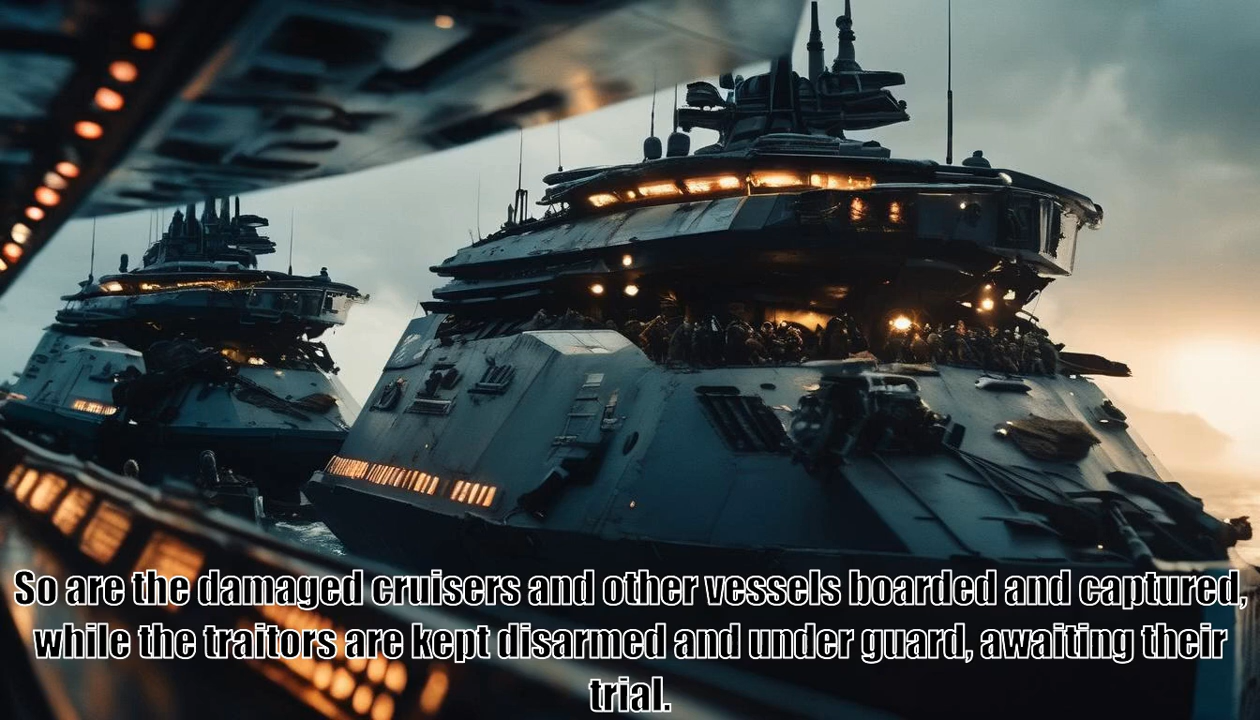 So are the damaged cruisers and other vessels boarded and captured,
while the traitors are kept disarmed and under guard, awaiting their
trial.